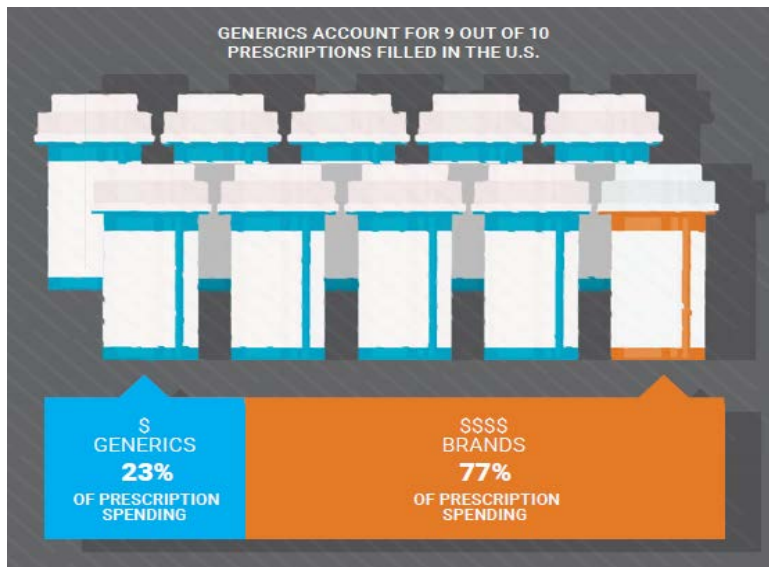 GENERICS ACCOUNT FOR 9 OUT OF 10
PRESCRIPTIONS FILLED IN THE U.S.
$
GENERICS
23%
OF PRESCRIPTION
SPENDING
$$$$
BRANDS
77%
OF PRESCRIPTION
SPENDING